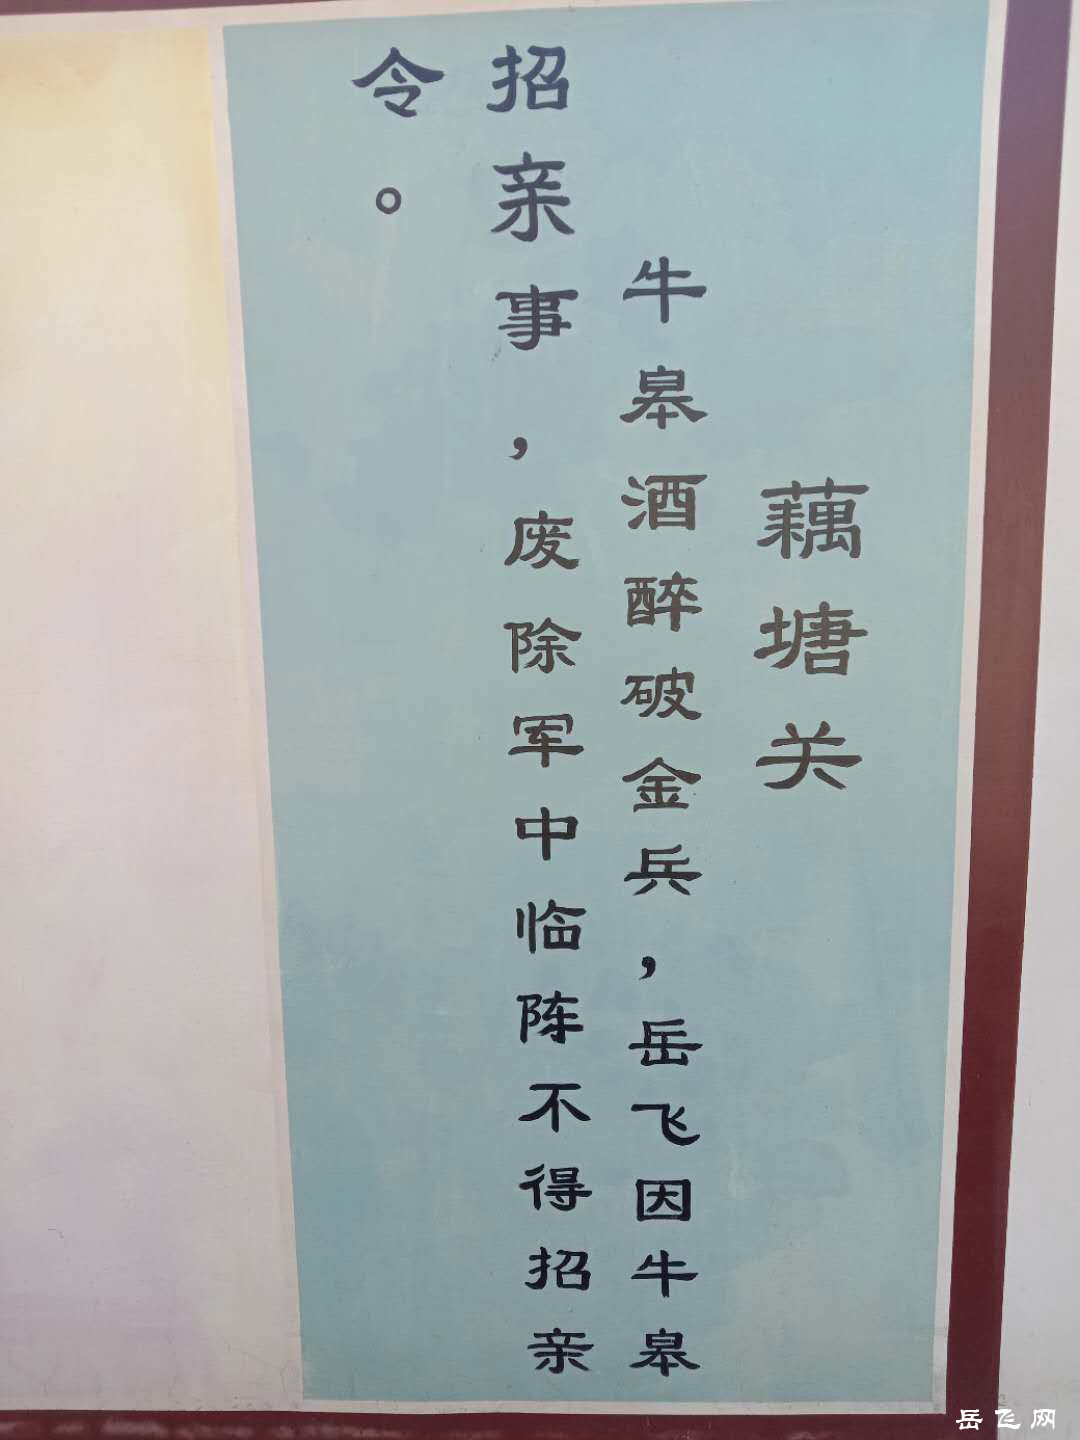 藕塘关
牛皋酒醉破金兵，岳飞因牛皋
招亲事，废除军中临陈不得招亲
令。
岳飞网